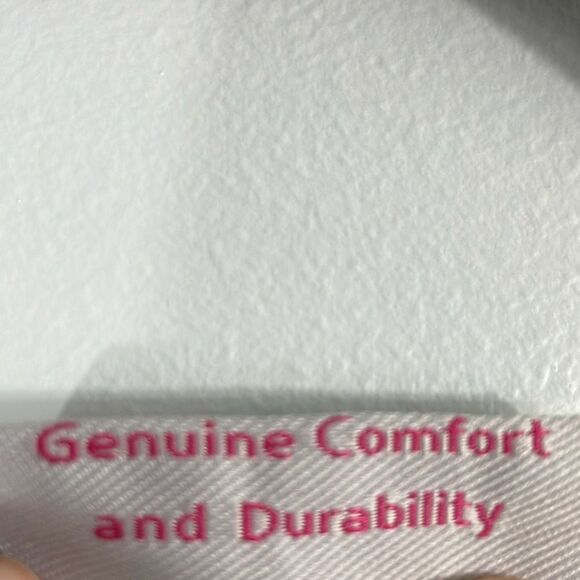 Genuine Comfort
and Durability